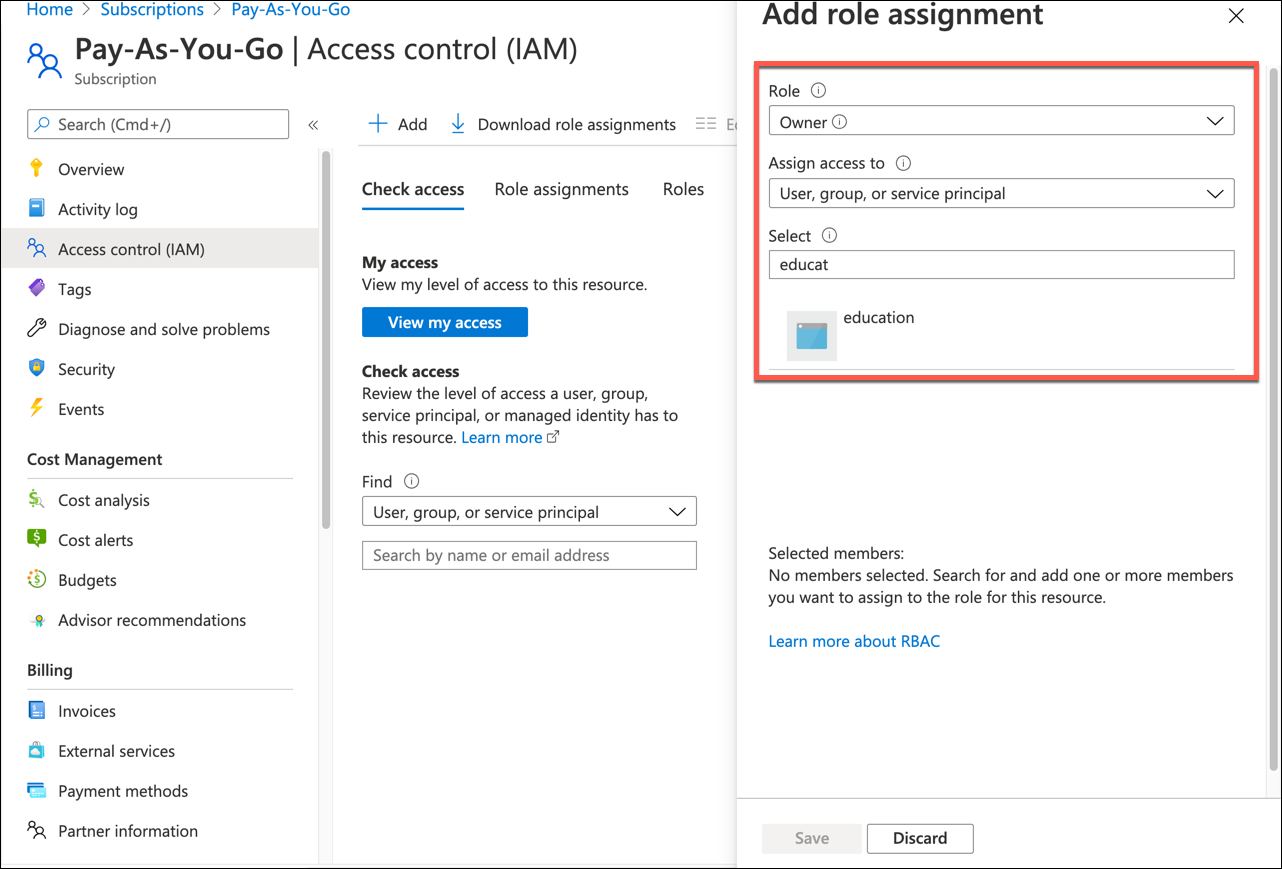 Home > Subscriptions > Pay-As-You-Go
Pay-As-You-Go | Access control (IAM)
Subscription
Search (Cmd+/)
«
Overview
Activity log
Access control (IAM)
Tags
Diagnose and solve problems
Security
Events
Cost Management
Cost analysis
Cost alerts
Budgets
Advisor recommendations
Billing
Invoices
External services
Payment methods
Partner information
Add
Download role assignments
Check access
Role assignments
Roles
My access
View my level of access to this resource.
View my access
Check access
Review the level of access a user, group,
service principal, or managed identity has to
this resource. Learn more
Find
User, group, or service principal
Search by name or email address
Add role assignment
Role
Owner
Assign access to
User, group, or service principal
Select
educat
education
Selected members:
No members selected. Search for and add one or more members
you want to assign to the role for this resource.
Learn more about RBAC
Save
Discard